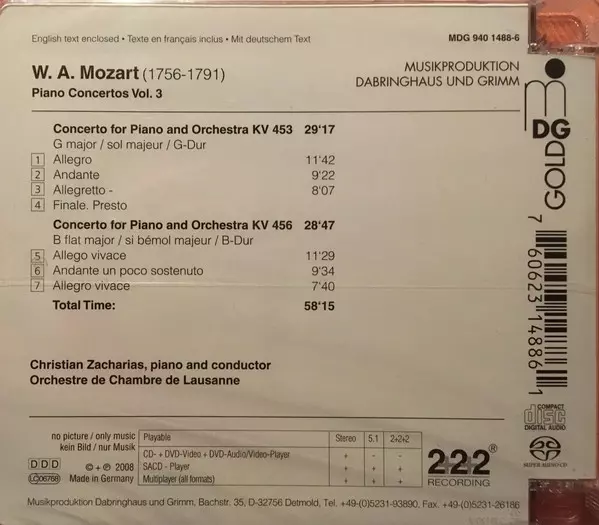 English text enclosed • Texte en français inclus • Mit deutschem Text
MDG 940 1488-6
W. A. Mozart (1756-1791)
Piano Concertos Vol. 3
MUSIKPRODUKTION
DABRINGHAUS UND GRIMM
Concerto for Piano and Orchestra KV 453 29'17
G major / sol majeur / G-Dur
1 Allegro 11'42
2 Andante 9'22
3 Allegretto - 8'07
4 Finale. Presto
Concerto for Piano and Orchestra KV 456 28'47
B flat major / si bémol majeur / B-Dur
5 Allego vivace 11'29
6 Andante un poco sostenuto 9'34
7 Allegro vivace 7'40
Total Time: 58'15
Christian Zacharias, piano and conductor
Orchestre de Chambre de Lausanne
mDG
GOLD
7 60623 14886 1
COMPACT
disc
DIGITAL AUDIO
SUPER AUDIO CD
no picture / only music
kein Bild / nur Musik
DDD
LC06768
© + ℗ 2008
Made in Germany
Playable Stereo 5.1 2+2+2
CD- + DVD-Video + DVD-Audio/Video-Player + - -
SACD - Player + + +
Multiplayer (all formats) + + +
222®
RECORDING
Musikproduktion Dabringhaus und Grimm, Bachstr. 35, D-32756 Detmold, Tel. +49-(0)5231-93890, Fax. +49-(0)5231-26186